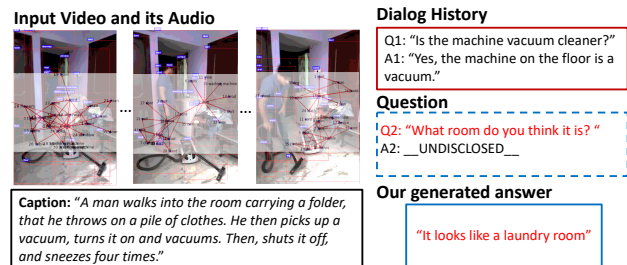 Input Video and its Audio
...
...
Caption: “A man walks into the room carrying a folder,
that he throws on a pile of clothes. He then picks up a
vacuum, turns it on and vacuums. Then, shuts it off,
and sneezes four times.”
Dialog History
Q1: “Is the machine vacuum cleaner?”
A1: “Yes, the machine on the floor is a
vacuum.”
Question
Q2: “What room do you think it is? “
A2: __UNDISCLOSED__
Our generated answer
“It looks like a laundry room”